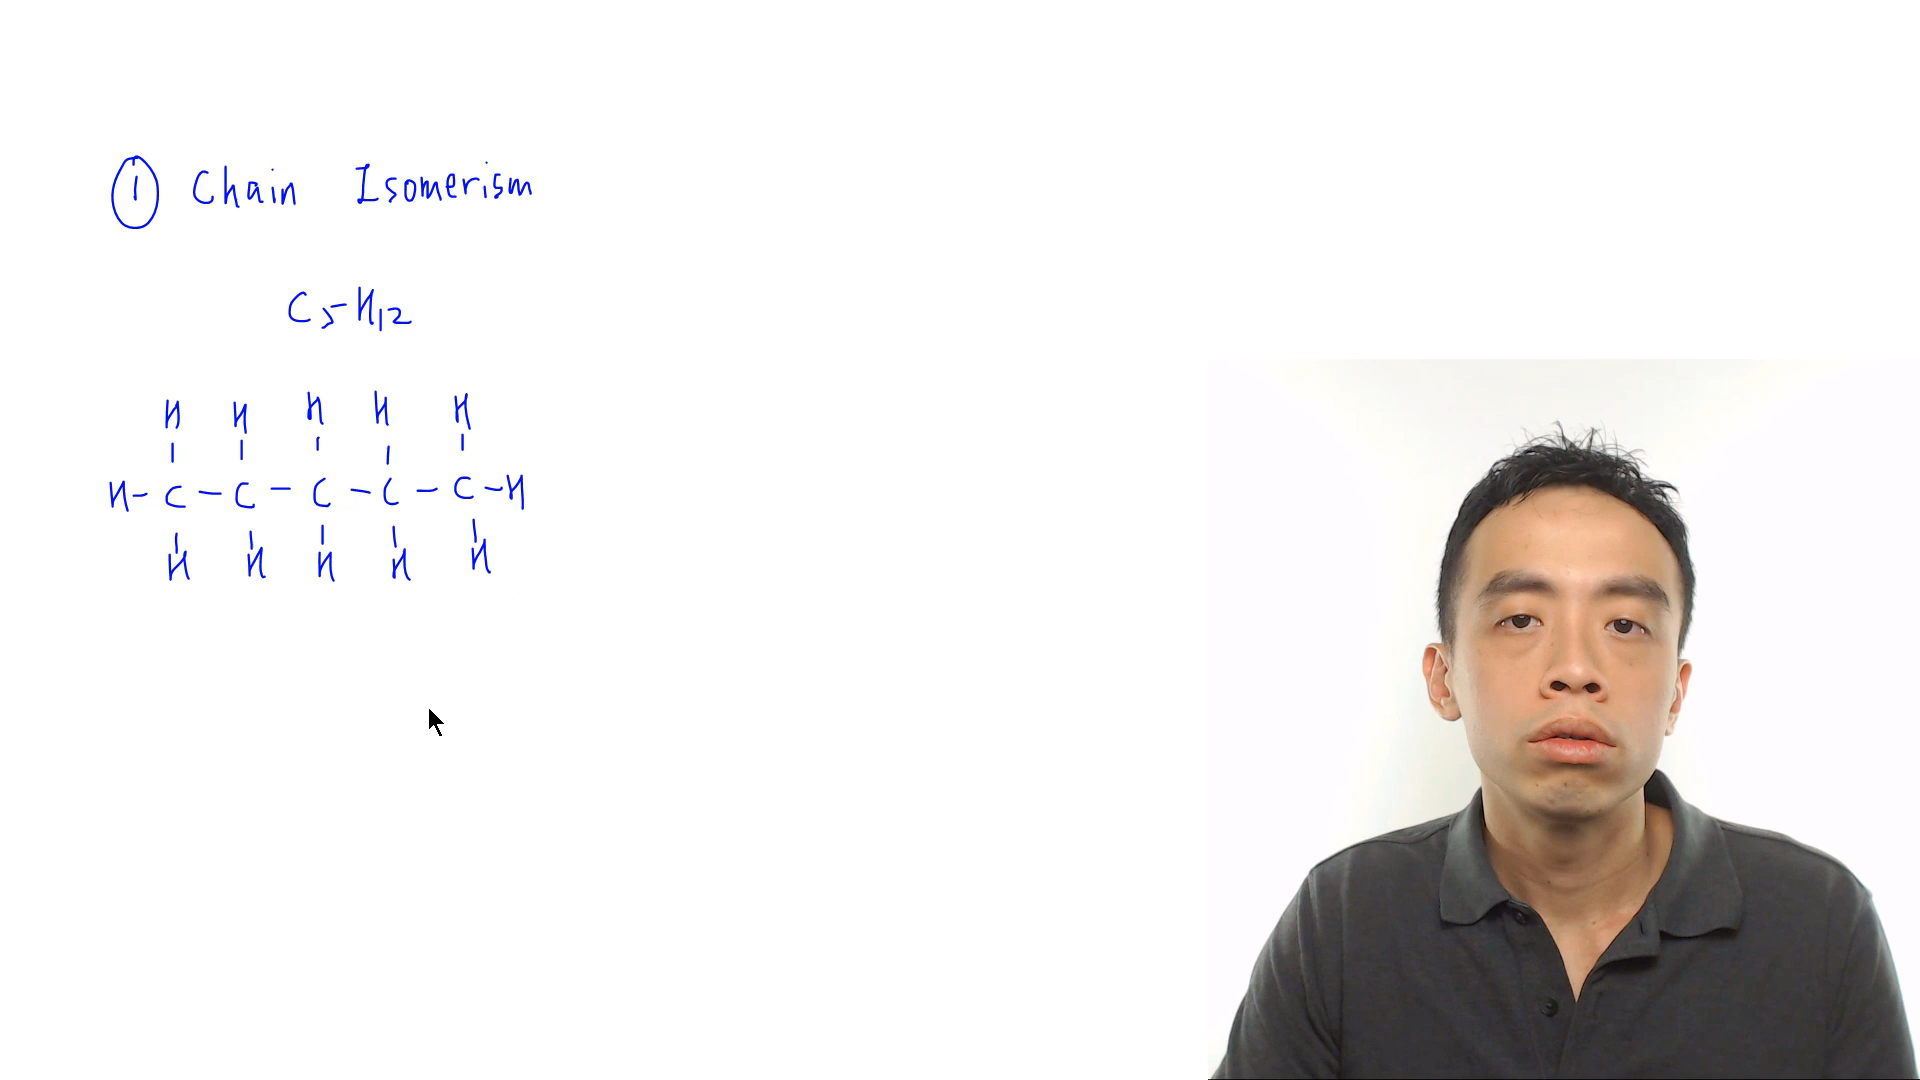 ① Chain Isomerism
C5H12
H H H H H
H-C-C-C-C-C-H
H H H H H